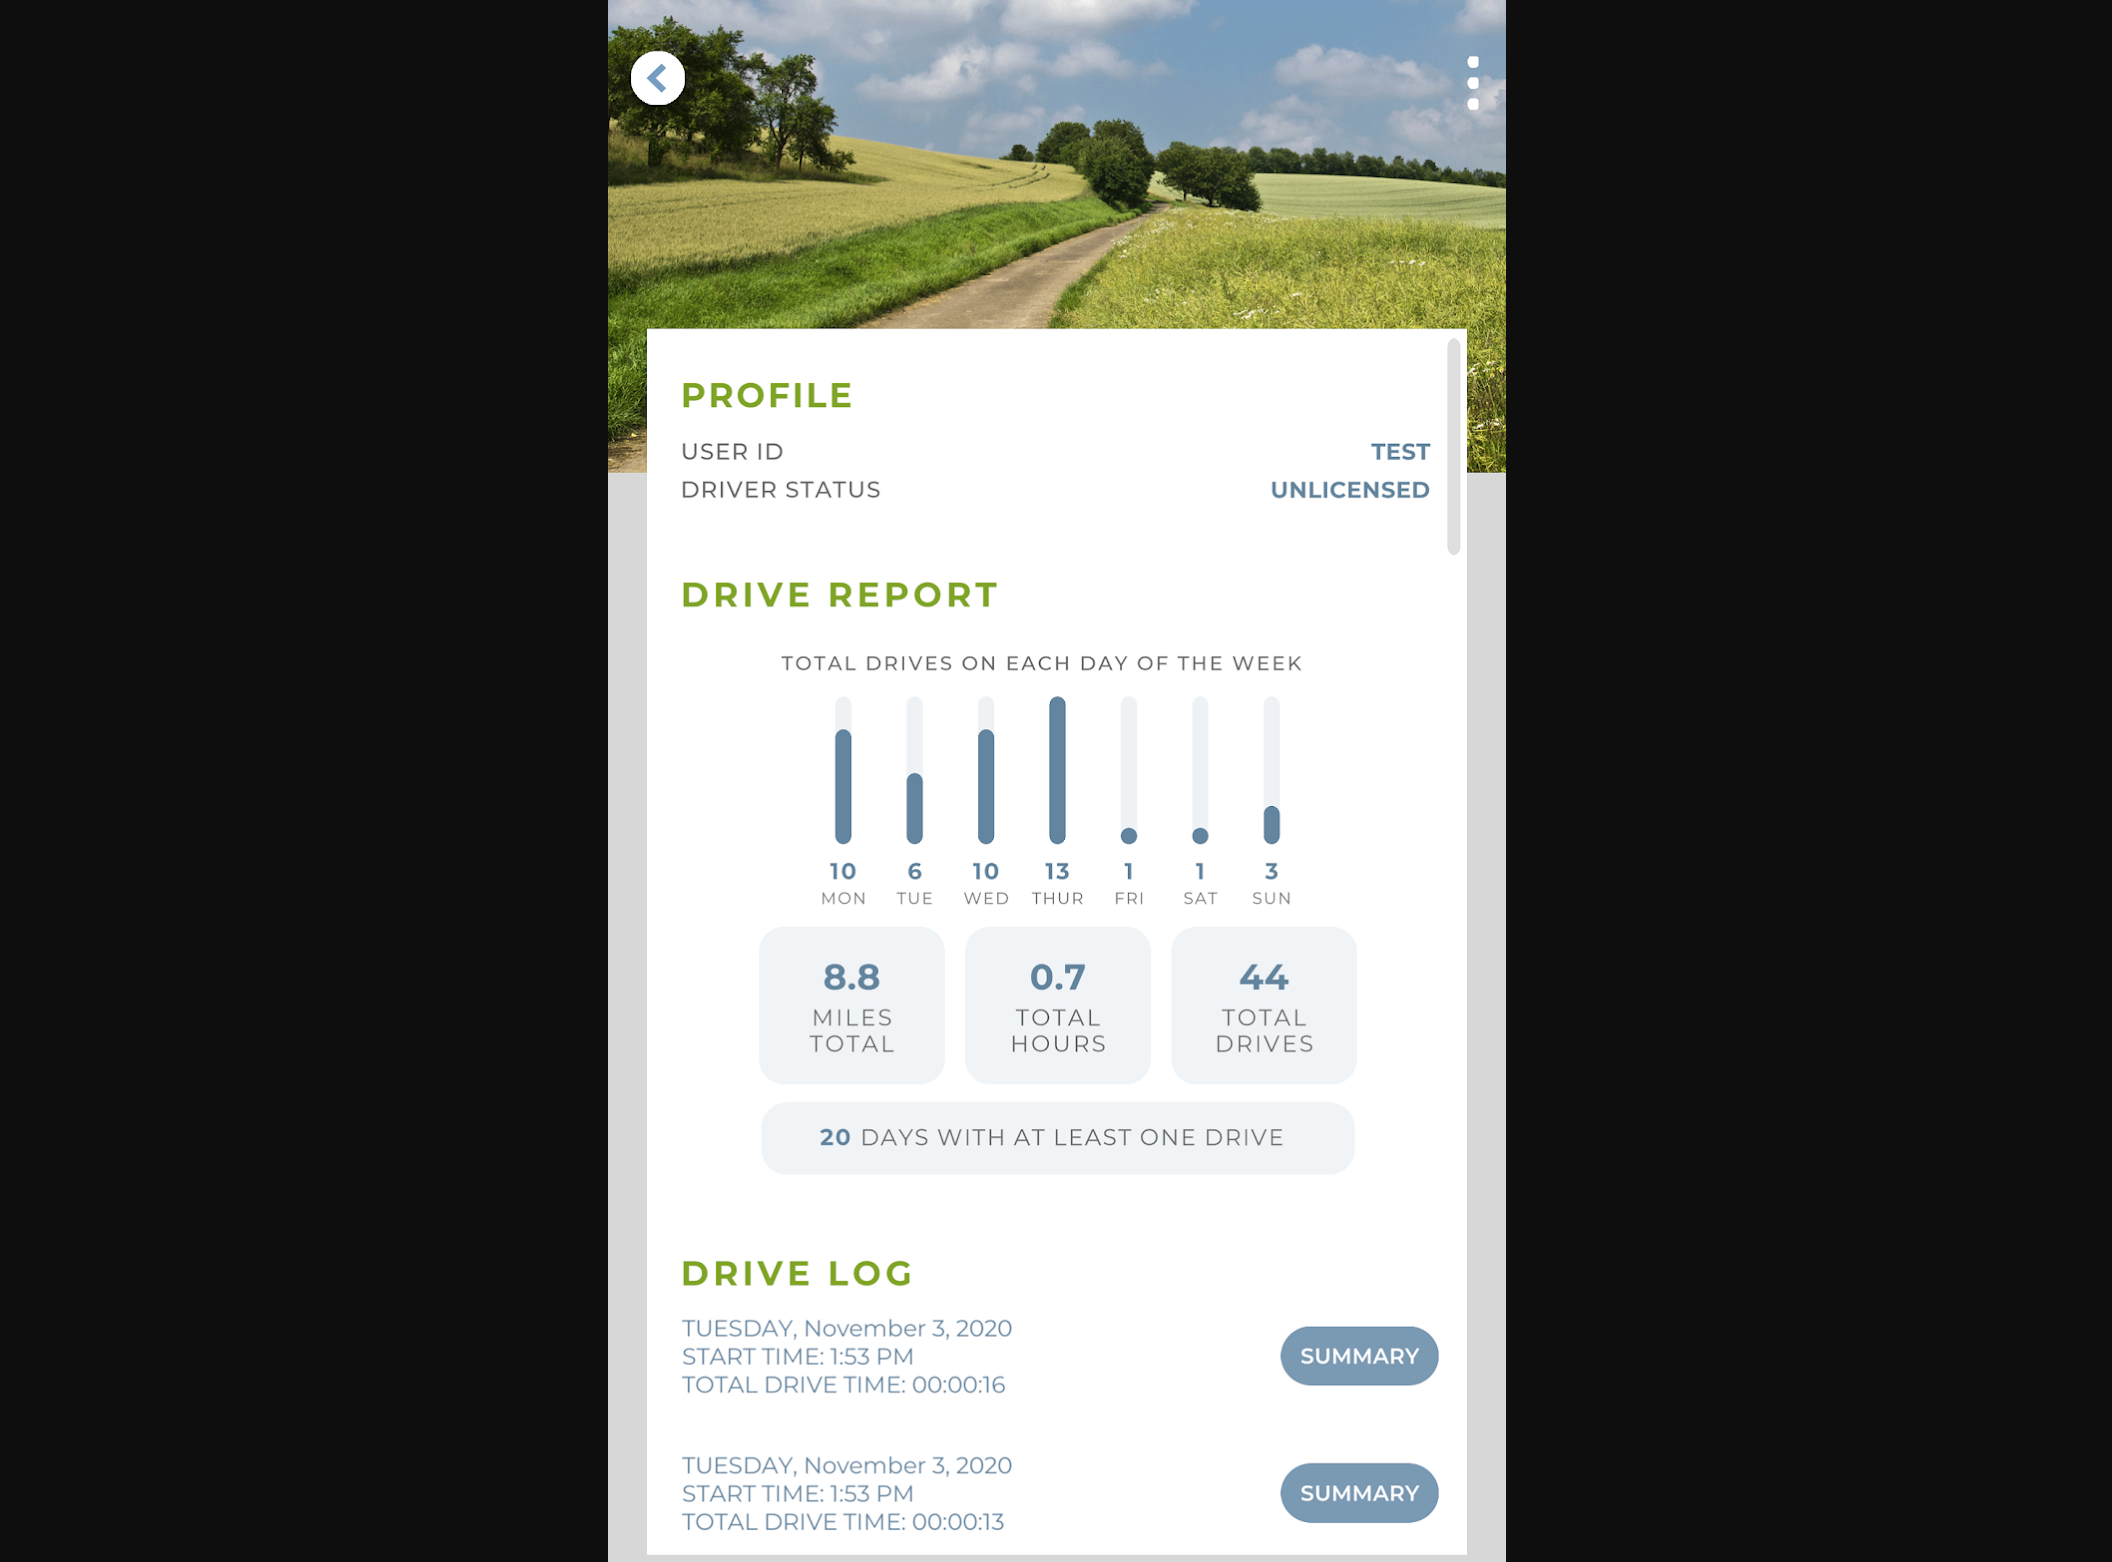 PROFILE
USER ID TEST
DRIVER STATUS UNLICENSED
DRIVE REPORT
TOTAL DRIVES ON EACH DAY OF THE WEEK
10 6 10 13 1 1 3
MON TUE WED THUR FRI SAT SUN
8.8 0.7 44
MILES TOTAL TOTAL
TOTAL HOURS DRIVES
20 DAYS WITH AT LEAST ONE DRIVE
DRIVE LOG
TUESDAY, November 3, 2020
START TIME: 1:53 PM
TOTAL DRIVE TIME: 00:00:16
SUMMARY
TUESDAY, November 3, 2020
START TIME: 1:53 PM
TOTAL DRIVE TIME: 00:00:13
SUMMARY